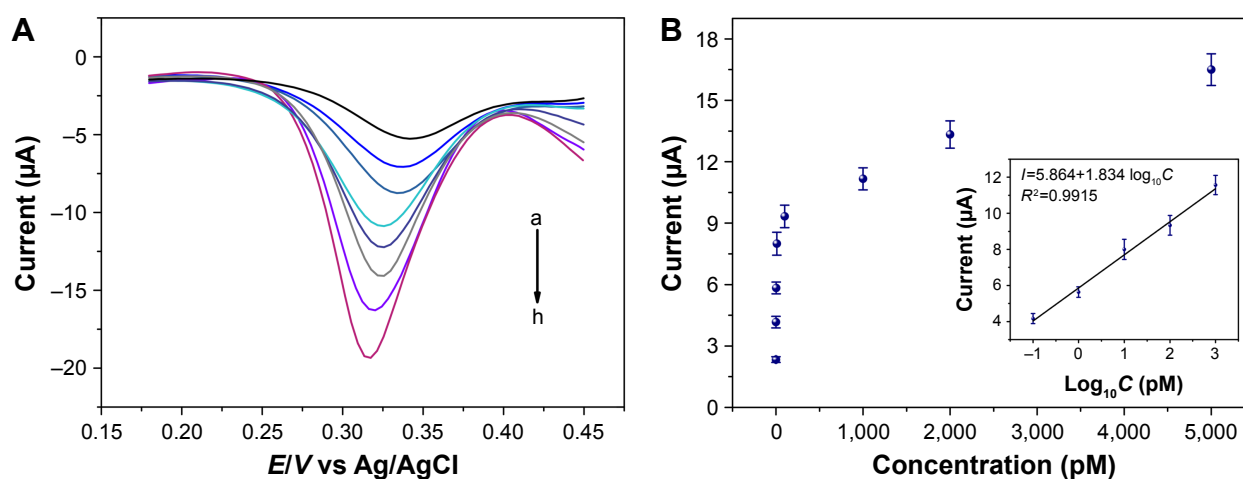 A
0
–5
–10
–15
–20
Current (µA)
a
h
0.15
0.20
0.25
0.30
0.35
0.40
0.45
E/V vs Ag/AgCl
B
18
15
12
9
6
3
0
Current (µA)
0
1,000
2,000
3,000
4,000
5,000
Concentration (pM)
I=5.864+1.834 log₁₀C
R²=0.9915
12
10
8
6
4
Current (µA)
–1
0
1
2
3
Log₁₀C (pM)